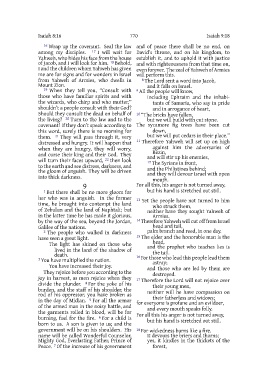 Isaiah 8:16 170 Isaiah 9:18
16 Wrap up the covenant. Seal the law
among my disciples. 17 I will wait for
Yahweh, who hides his face from the house
of Jacob, and I will look for him. 18 Behold,
I and the children whom Yahweh has given
me are for signs and for wonders in Israel
from Yahweh of Armies, who dwells in
Mount Zion.
19 When they tell you, “Consult with
those who have familiar spirits and with
the wizards, who chirp and who mutter,”
shouldn’t a people consult with their God?
Should they consult the dead on behalf of
the living? 20 Turn to the law and to the
covenant! If they don’t speak according to
this word, surely there is no morning for
them. 21 They will pass through it, very
distressed and hungry. It will happen that
when they are hungry, they will worry,
and curse their king and their God. They
will turn their faces upward, 22 then look
to the earth and see distress, darkness, and
the gloom of anguish. They will be driven
into thick darkness.
9
1 But there shall be no more gloom for
her who was in anguish. In the former
time, he brought into contempt the land
of Zebulun and the land of Naphtali; but
in the latter time he has made it glorious,
by the way of the sea, beyond the Jordan,
Galilee of the nations.
2 The people who walked in darkness
have seen a great light.
The light has shined on those who
lived in the land of the shadow of
death.
3 You have multiplied the nation.
You have increased their joy.
They rejoice before you according to the
joy in harvest, as men rejoice when they
divide the plunder. 4 For the yoke of his
burden, and the staff of his shoulder, the
rod of his oppressor, you have broken as
in the day of Midian. 5 For all the armor
of the armed man in the noisy battle, and
the garments rolled in blood, will be for
burning, fuel for the fire. 6 For a child is
born to us. A son is given to us; and the
government will be on his shoulders. His
name will be called Wonderful Counselor,
Mighty God, Everlasting Father, Prince of
Peace. 7 Of the increase of his government
and of peace there shall be no end, on
David’s throne, and on his kingdom, to
establish it, and to uphold it with justice
and with righteousness from that time on,
even forever. The zeal of Yahweh of Armies
will perform this.
8 The Lord sent a word into Jacob,
and it falls on Israel.
9 All the people will know,
including Ephraim and the inhabi-
tants of Samaria, who say in pride
and in arrogance of heart,
10 “The bricks have fallen,
but we will build with cut stone.
The sycamore fig trees have been cut
down,
but we will put cedars in their place.”
11 Therefore Yahweh will set up on high
against him the adversaries of
Rezin,
and will stir up his enemies,
12 The Syrians in front,
and the Philistines behind;
and they will devour Israel with open
mouth.
For all this, his anger is not turned away,
but his hand is stretched out still.
13 Yet the people have not turned to him
who struck them,
neither have they sought Yahweh of
Armies.
14 Therefore Yahweh will cut off from Israel
head and tail,
palm branch and reed, in one day.
15 The elder and the honorable man is the
head,
and the prophet who teaches lies is
the tail.
16 For those who lead this people lead them
astray;
and those who are led by them are
destroyed.
17 Therefore the Lord will not rejoice over
their young men,
neither will he have compassion on
their fatherless and widows;
for everyone is profane and an evildoer,
and every mouth speaks folly.
For all this his anger is not turned away,
but his hand is stretched out still.
18 For wickedness burns like a fire.
It devours the briers and thorns;
yes, it kindles in the thickets of the
forest,